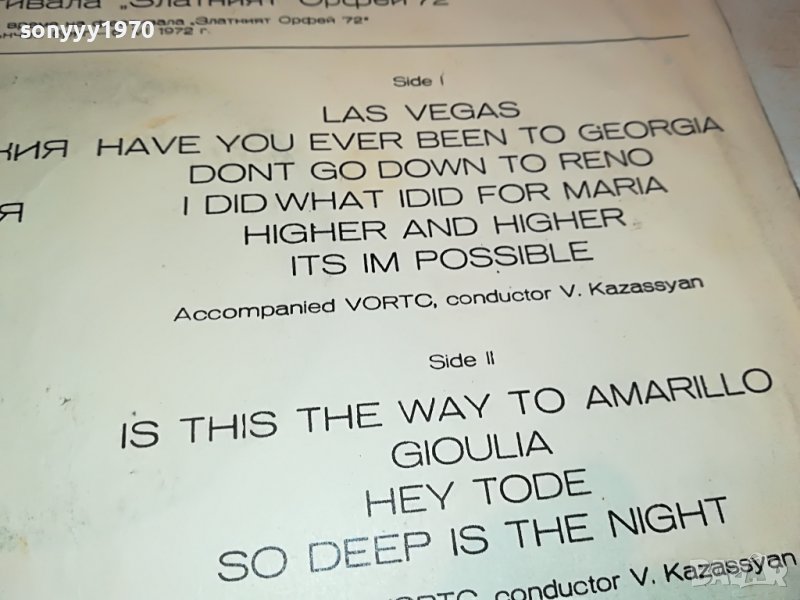 sonyyy1970
„Златният Орфей 72"
време на „Златният Орфей 72"
1972 г.
Side I
LAS VEGAS
КИЯ HAVE YOU EVER BEEN TO GEORGIA
DONT GO DOWN TO RENO
Я I DID WHAT IDID FOR MARIA
HIGHER AND HIGHER
ITS IM POSSIBLE
Accompanied VORTC, conductor V. Kazassyan
Side II
IS THIS THE WAY TO AMARILLO
GIOULIA
HEY TODE
SO DEEP IS THE NIGHT
VORTC, conductor V. Kazassyan